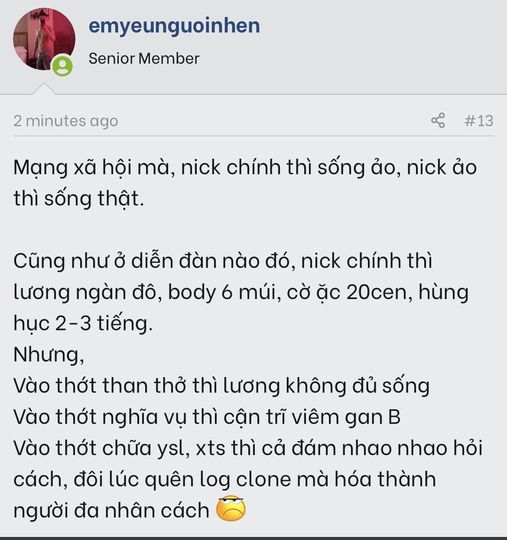 emyeunguoinhen
Senior Member
2 minutes ago
#13
Mạng xã hội mà, nick chính thì sống ảo, nick ảo
thì sống thật.
Cũng như ở diễn đàn nào đó, nick chính thì
lương ngàn đô, body 6 múi, cờ ặc 20cen, hùng
hục 2-3 tiếng.
Nhưng,
Vào thớt than thở thì lương không đủ sống
Vào thớt nghĩa vụ thì cận trĩ viêm gan B
Vào thớt chữa ysl, xts thì cả đám nhao nhao hỏi
cách, đôi lúc quên log clone mà hóa thành
người đa nhân cách